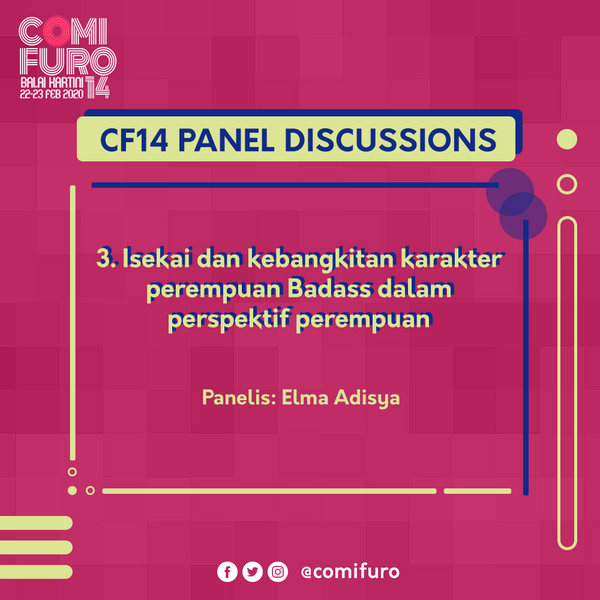 COMI
FURO
BALAI KARTINI
22-23 FEB 2020 14
CF14 PANEL DISCUSSIONS
3. Isekai dan kebangkitan karakter
perempuan Badass dalam
perspektif perempuan
Panelis: Elma Adisya
@comifuro